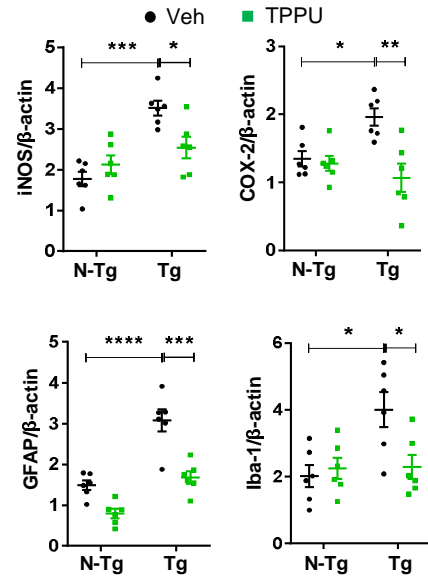 Veh TPPU
*** *
iNOS/β-actin
5
4
3
2
1
0
N-Tg Tg
* **
COX-2/β-actin
3
2
1
0
N-Tg Tg
**** ***
GFAP/β-actin
5
4
3
2
1
0
N-Tg Tg
* *
Iba-1/β-actin
6
4
2
0
N-Tg Tg